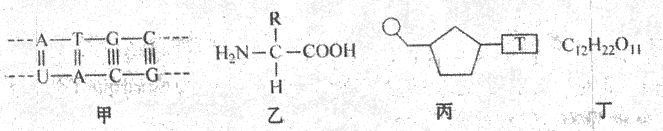 A T G C
U A C G
甲
R
H₂N—C—COOH
H
乙
T
丙
C₁₂H₂₂O₁₁
丁